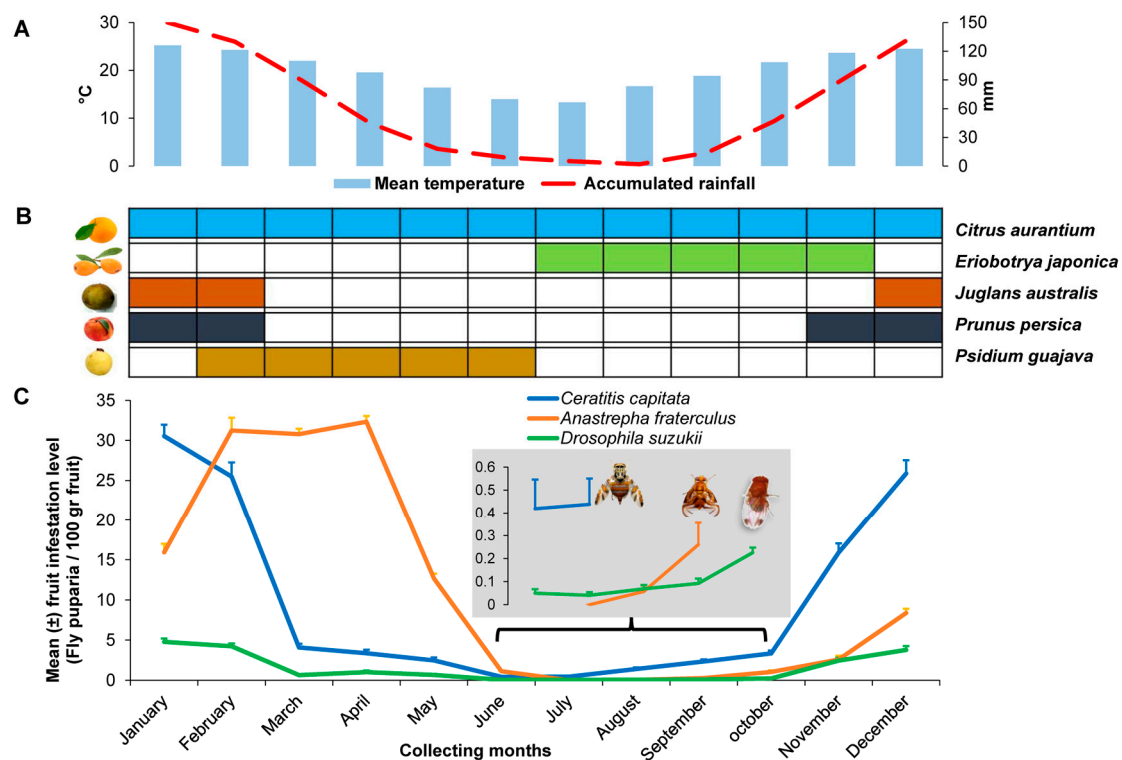 A
30
20
10
0
°C
150
120
90
60
30
0
mm
Mean temperature
Accumulated rainfall
B
Citrus aurantium
Eriobotrya japonica
Juglans australis
Prunus persica
Psidium guajava
C
35
30
25
20
15
10
5
0
Mean (±) fruit infestation level
(Fly puparia / 100 gr fruit)
Ceratitis capitata
Anastrepha fraterculus
Drosophila suzukii
0.6
0.5
0.4
0.3
0.2
0.1
0
January
February
March
April
May
June
July
August
September
october
November
December
Collecting months